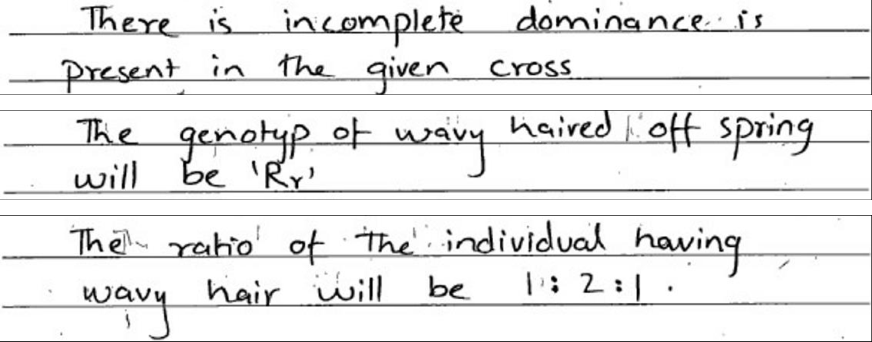 There is incomplete dominance is
present in the given cross
The genotyp of wavy haired off spring
will be 'Rr'
The ratio of the individual having
wavy hair will be 1:2:1.